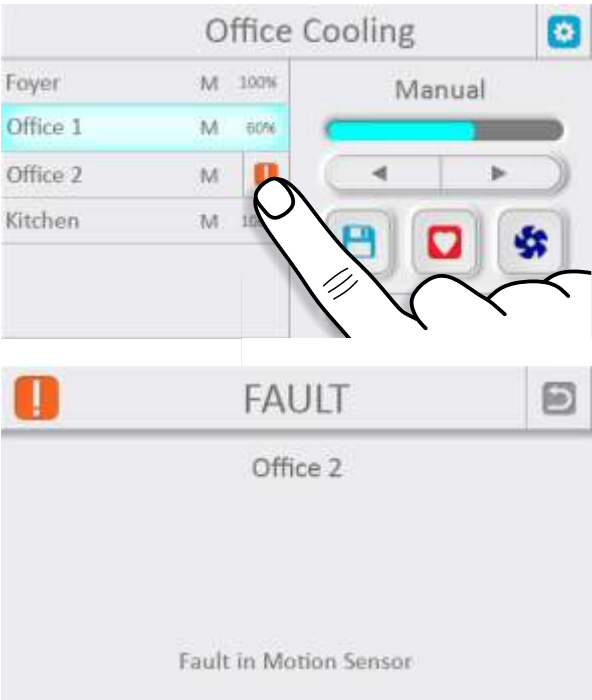 Office Cooling
Foyer M 100%
Manual
Office 1 M 60%
Office 2 M
Kitchen M
FAULT
Office 2
Fault in Motion Sensor